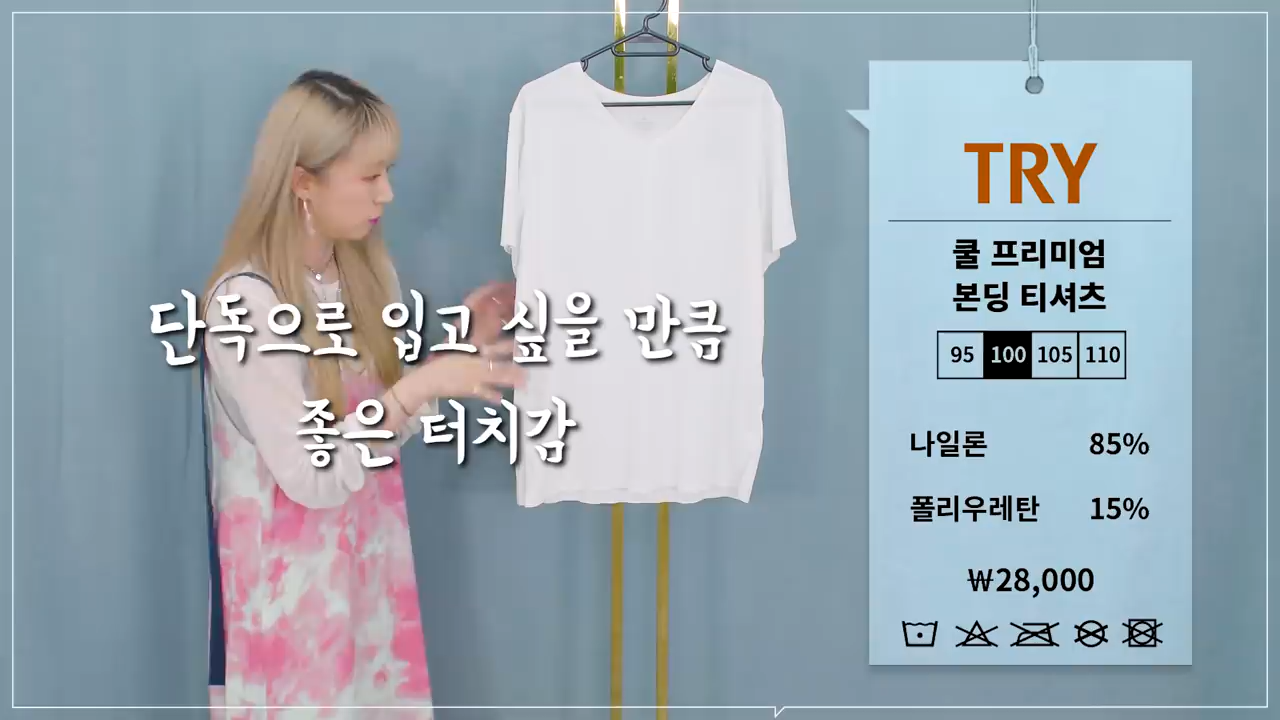 단독으로 입고 싶을 만큼
좋은 터치감
TRY
쿨 프리미엄
본딩 티셔츠
95 100 105 110
나일론 85%
폴리우레탄 15%
₩28,000